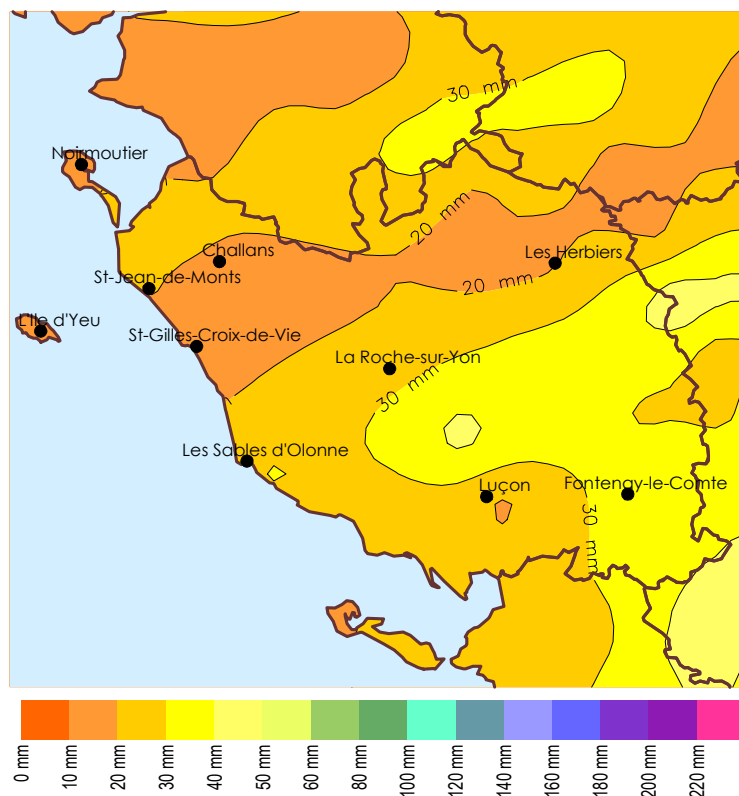 30 mm
Noirmoutier
20 mm
Challans
Les Herbiers
St-Jean-de-Monts
20 mm
L'Ile d'Yeu
St-Gilles-Croix-de-Vie
La Roche-sur-Yon
30 mm
Les Sables d'Olonne
Luçon
Fontenay-le-Comte
30 mm
0 mm
10 mm
20 mm
30 mm
40 mm
50 mm
60 mm
80 mm
100 mm
120 mm
140 mm
160 mm
180 mm
200 mm
220 mm